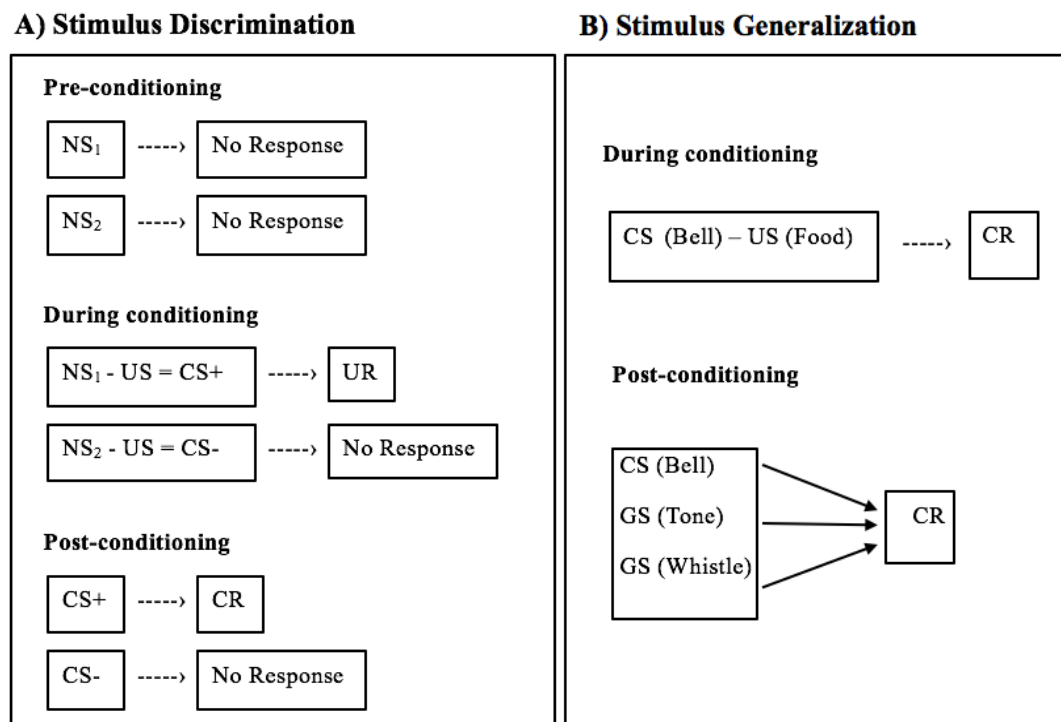 A) Stimulus Discrimination
Pre-conditioning
NS₁ -----› No Response
NS₂ -----› No Response
During conditioning
NS₁ - US = CS+ -----› UR
NS₂ - US = CS- -----› No Response
Post-conditioning
CS+ -----› CR
CS- -----› No Response
B) Stimulus Generalization
During conditioning
CS (Bell) – US (Food) -----› CR
Post-conditioning
CS (Bell)
GS (Tone)
GS (Whistle)
CR